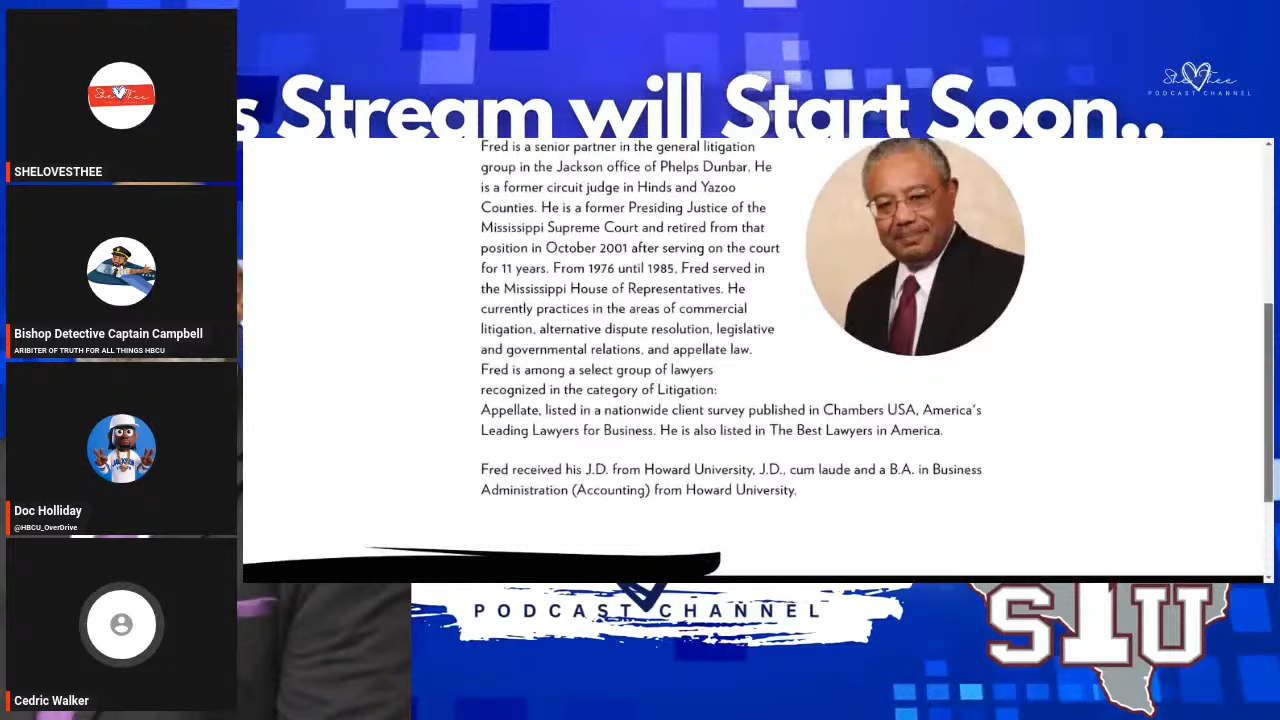 s Stream will Start Soon..
She Thee
PODCAST CHANNEL
SHELOVESTHEE
Bishop Detective Captain Campbell
ARIBITER OF TRUTH FOR ALL THINGS HBCU
Doc Holliday
@HBCU_OverDrive
Cedric Walker
Fred is a senior partner in the general litigation
group in the Jackson office of Phelps Dunbar. He
is a former circuit judge in Hinds and Yazoo
Counties. He is a former Presiding Justice of the
Mississippi Supreme Court and retired from that
position in October 2001 after serving on the court
for 11 years. From 1976 until 1985, Fred served in
the Mississippi House of Representatives. He
currently practices in the areas of commercial
litigation, alternative dispute resolution, legislative
and governmental relations, and appellate law.
Fred is among a select group of lawyers
recognized in the category of Litigation:
Appellate, listed in a nationwide client survey published in Chambers USA, America's
Leading Lawyers for Business. He is also listed in The Best Lawyers in America.
Fred received his J.D. from Howard University, J.D., cum laude and a B.A. in Business
Administration (Accounting) from Howard University.
PODCAST CHANNEL